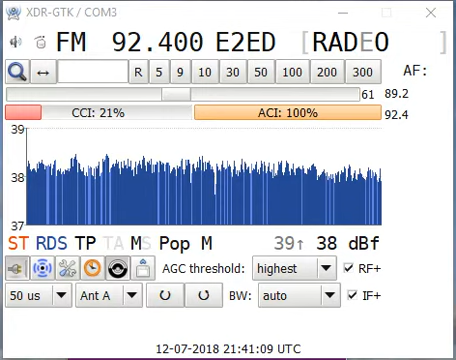 XDR-GTK / COM3
FM 92.400 E2ED [RADEO ]
R 5 9 10 30 50 100 200 300 AF:
61 89.2
CCI: 21% ACI: 100% 92.4
39
38
37
ST RDS TP TA MS Pop M 39↑ 38 dBf
AGC threshold: highest RF+
50 us Ant A BW: auto IF+
12-07-2018 21:41:09 UTC